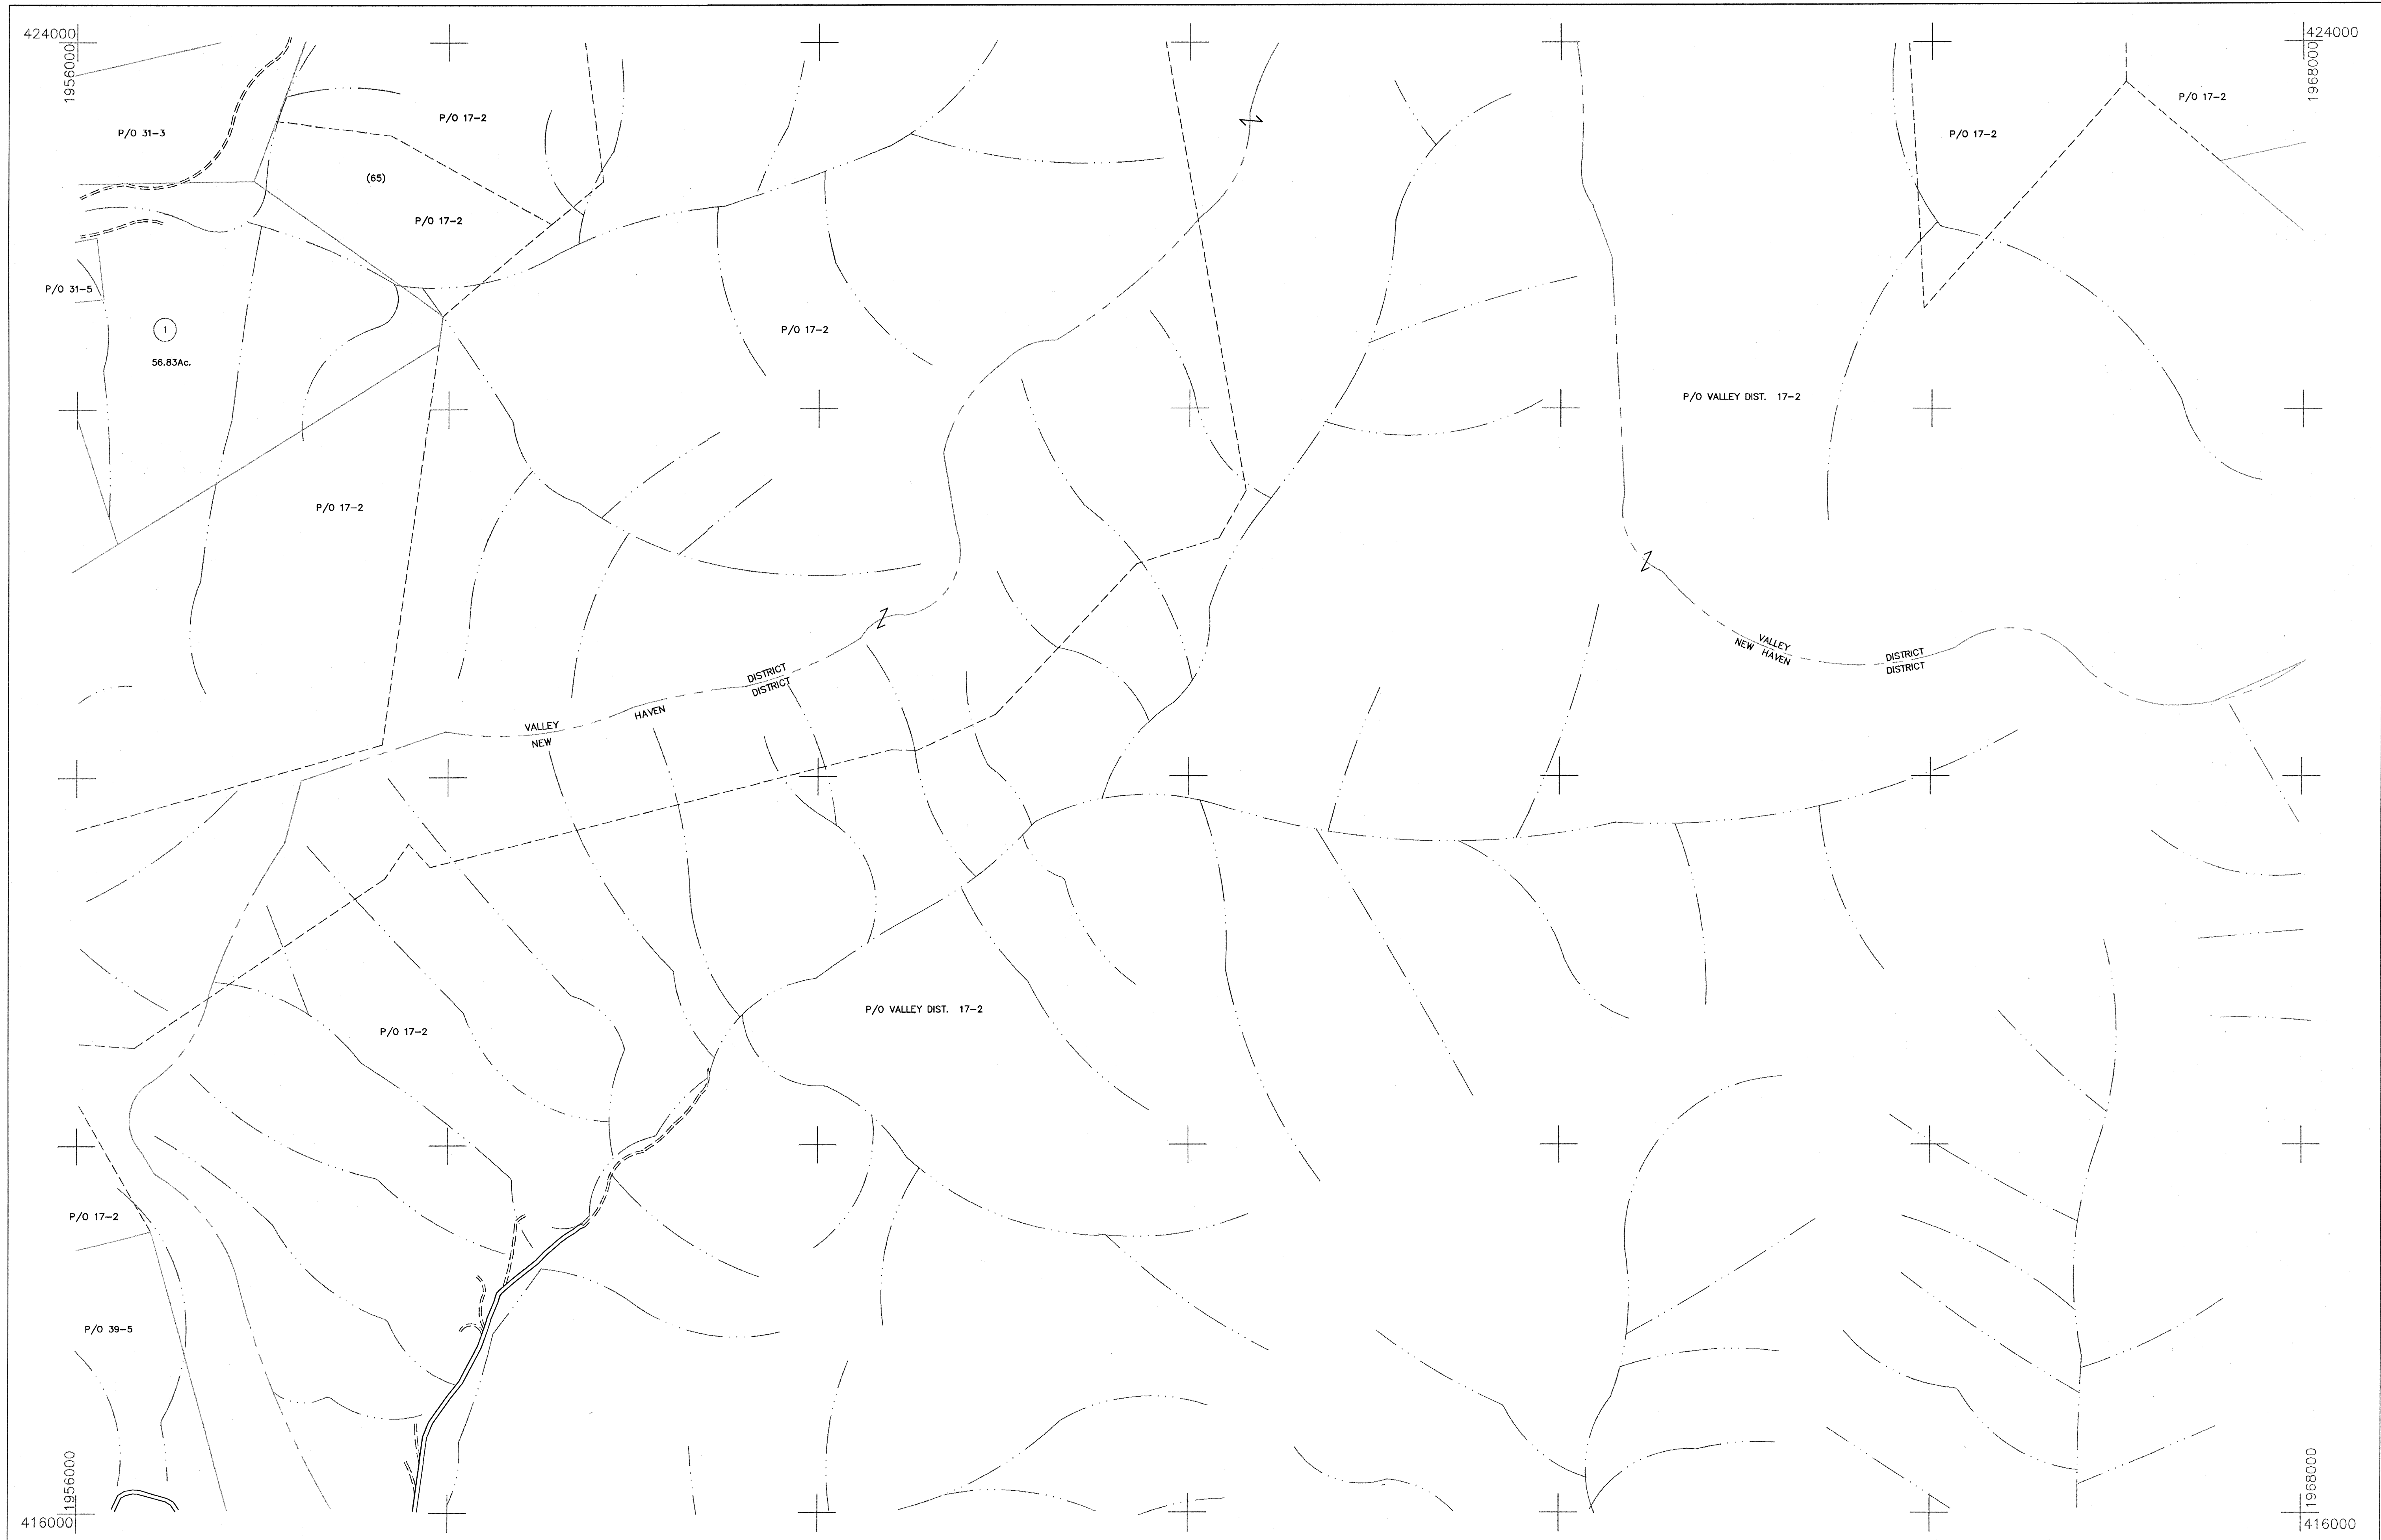 424000
1956000
424000
1968000
P/O 31-3
P/O 17-2
P/O 17-2
P/O 17-2
(65)
P/O 17-2
P/O 31-5
1
56.83Ac.
P/O 17-2
P/O VALLEY DIST. 17-2
P/O 17-2
VALLEY
NEW HAVEN
DISTRICT
DISTRICT
DISTRICT
DISTRICT
VALLEY
NEW
HAVEN
P/O VALLEY DIST. 17-2
P/O 17-2
P/O 17-2
P/O 39-5
1956000
416000
1968000
416000